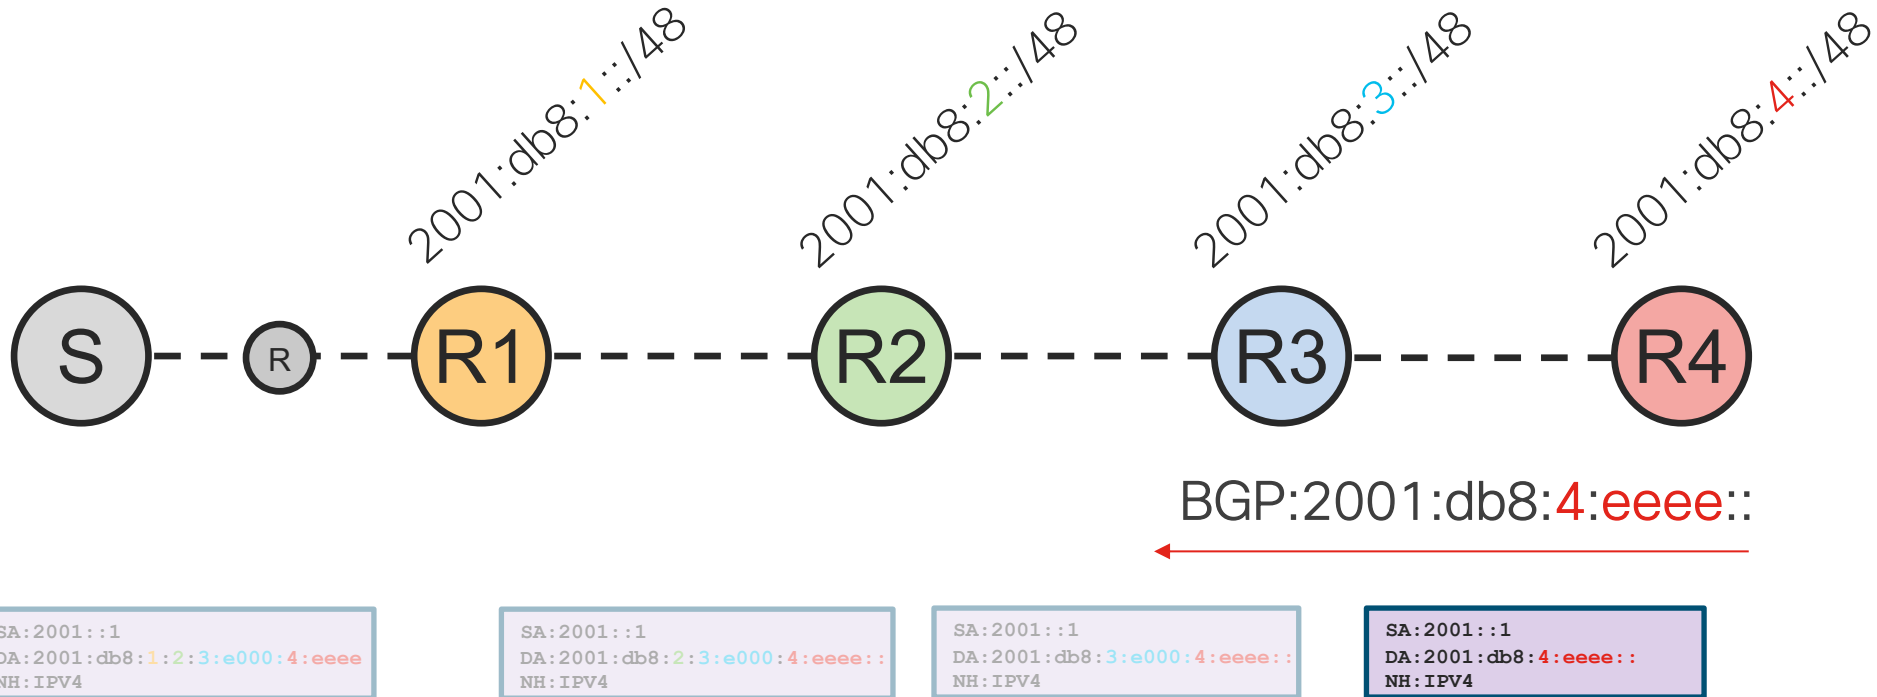 2001:db8:1::/48
2001:db8:2::/48
2001:db8:3::/48
2001:db8:4::/48
S
R
R1
R2
R3
R4
BGP:2001:db8:4:eeee::
SA:2001::1
DA:2001:db8:1:2:3:e000:4:eeee
NH:IPV4
SA:2001::1
DA:2001:db8:2:3:e000:4:eeee::
NH:IPV4
SA:2001::1
DA:2001:db8:3:e000:4:eeee::
NH:IPV4
SA:2001::1
DA:2001:db8:4:eeee::
NH:IPV4